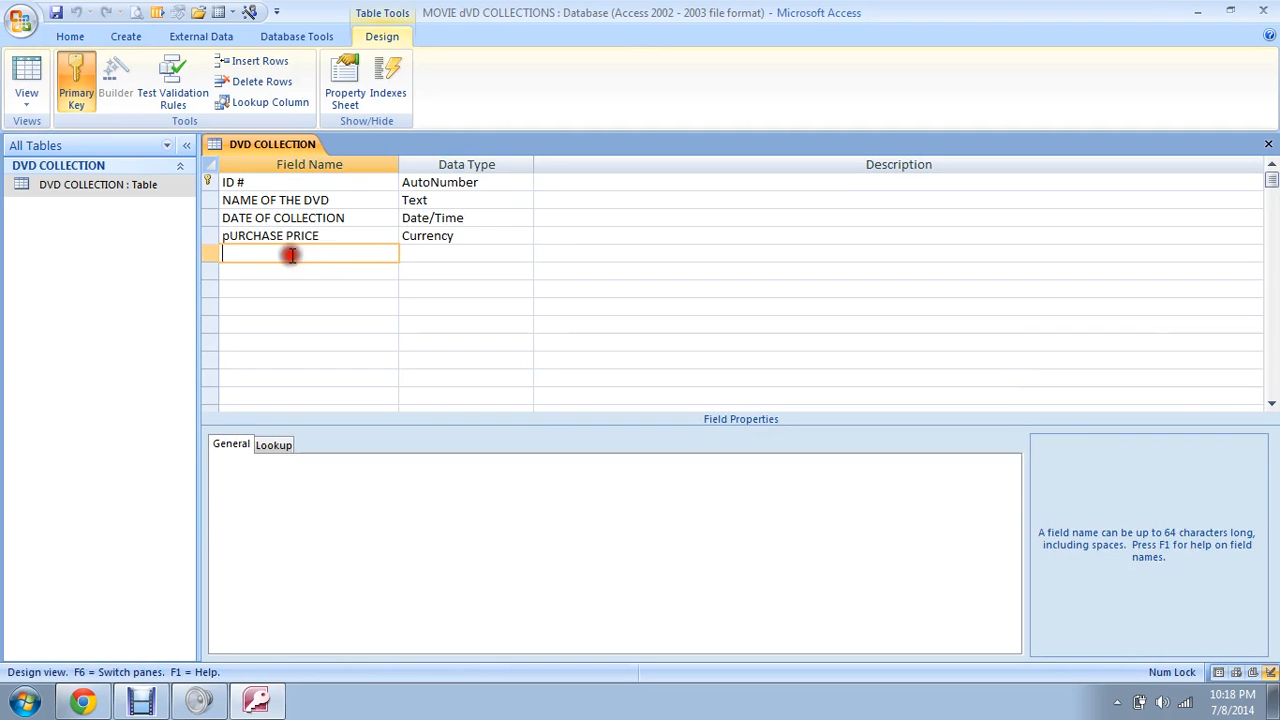 Table Tools
MOVIE dVD COLLECTIONS : Database (Access 2002 - 2003 file format) - Microsoft Access
Home
Create
External Data
Database Tools
Design
View
Primary Key
Builder
Test Validation Rules
Insert Rows
Delete Rows
Lookup Column
Property Sheet
Indexes
Views
Tools
Show/Hide
All Tables
DVD COLLECTION
DVD COLLECTION : Table
DVD COLLECTION
Field Name Data Type Description
ID # AutoNumber
NAME OF THE DVD Text
DATE OF COLLECTION Date/Time
pURCHASE PRICE Currency
Field Properties
General Lookup
A field name can be up to 64 characters long,
including spaces. Press F1 for help on field
names.
Design view. F6 = Switch panes. F1 = Help.
Num Lock
10:18 PM
7/8/2014